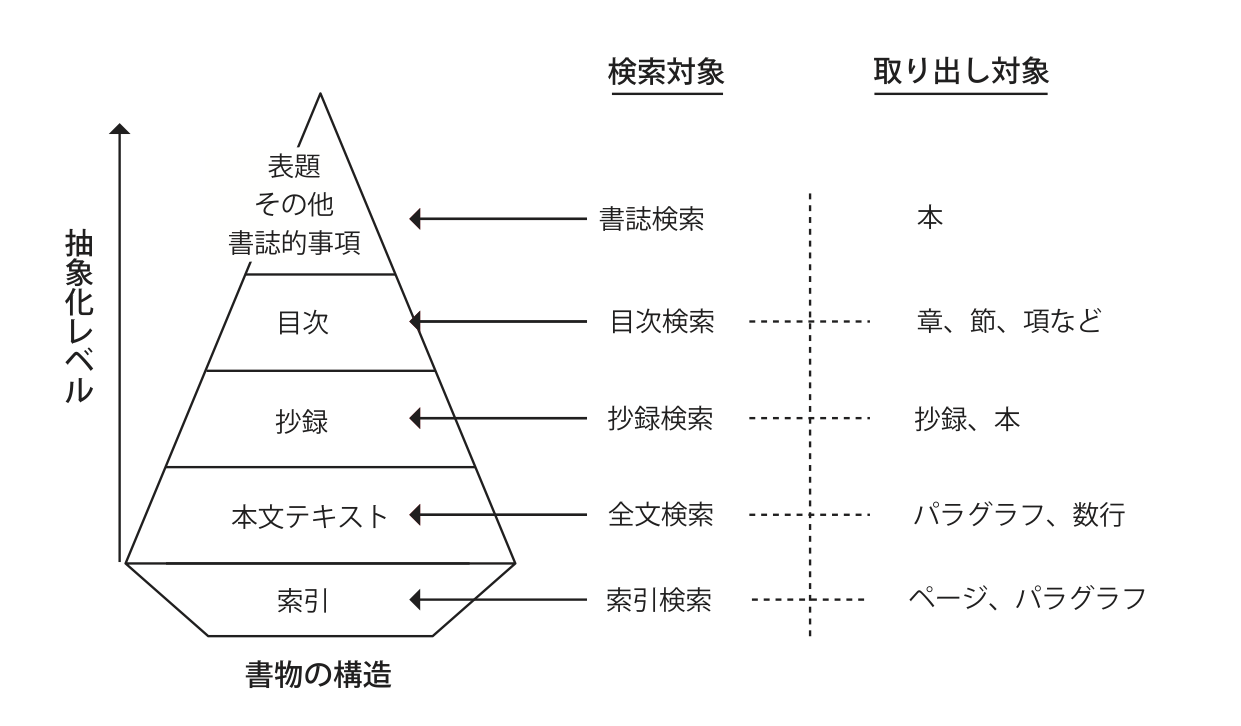 検索対象
取り出し対象
抽象化レベル
表題
その他
書誌的事項
書誌検索
本
目次
目次検索
章、節、項など
抄録
抄録検索
抄録、本
本文テキスト
全文検索
パラグラフ、数行
索引
索引検索
ページ、パラグラフ
書物の構造